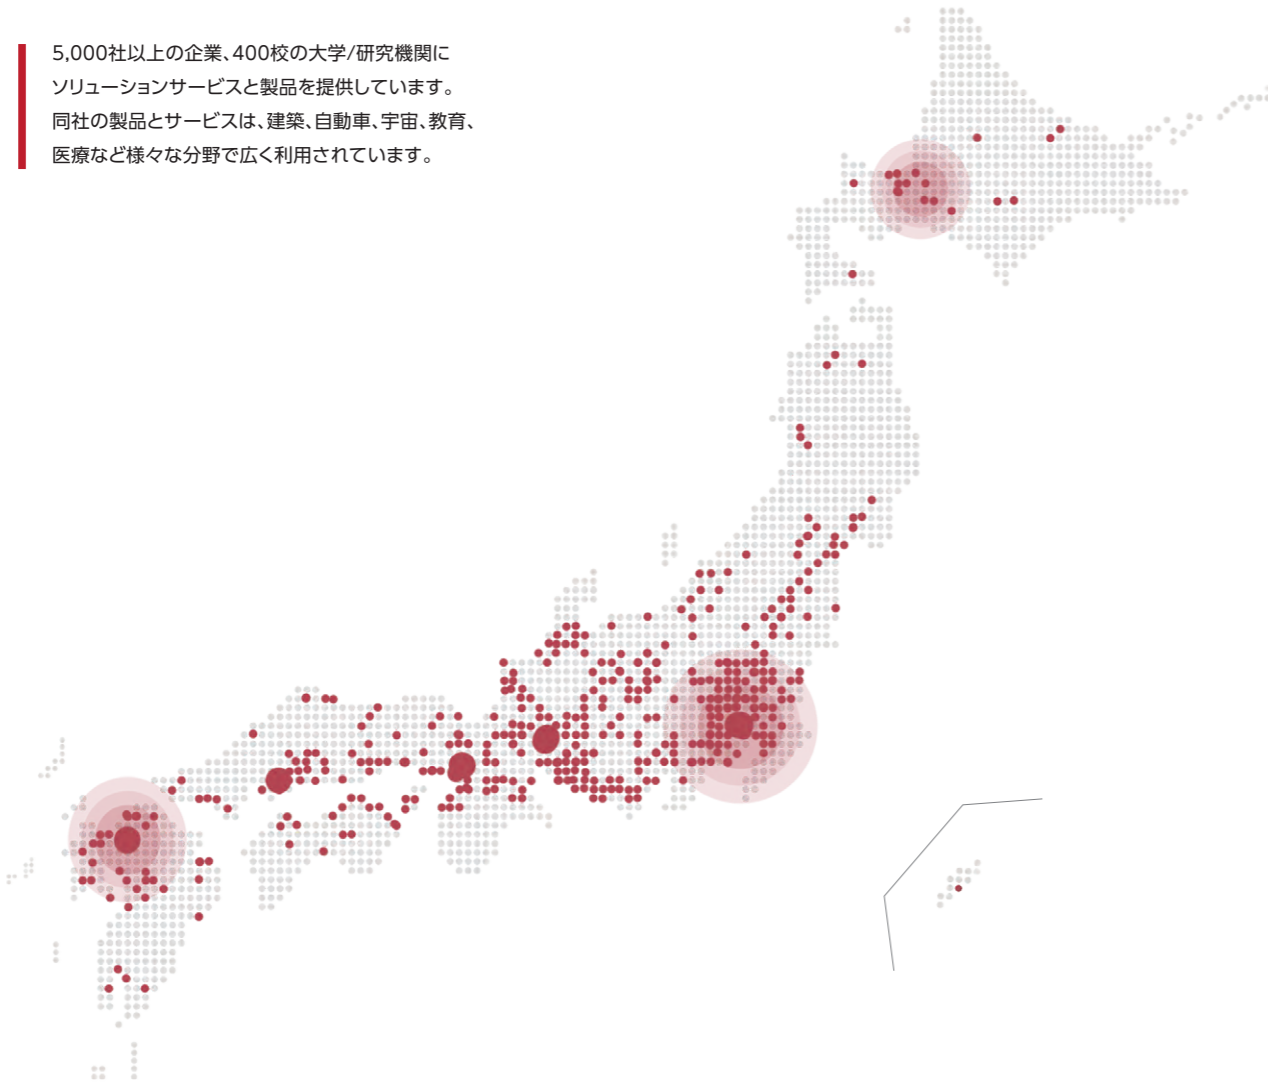 5,000社以上の企業、400校の大学/研究機関に
ソリューションサービスと製品を提供しています。
同社の製品とサービスは、建築、自動車、宇宙、教育、
医療など様々な分野で広く利用されています。